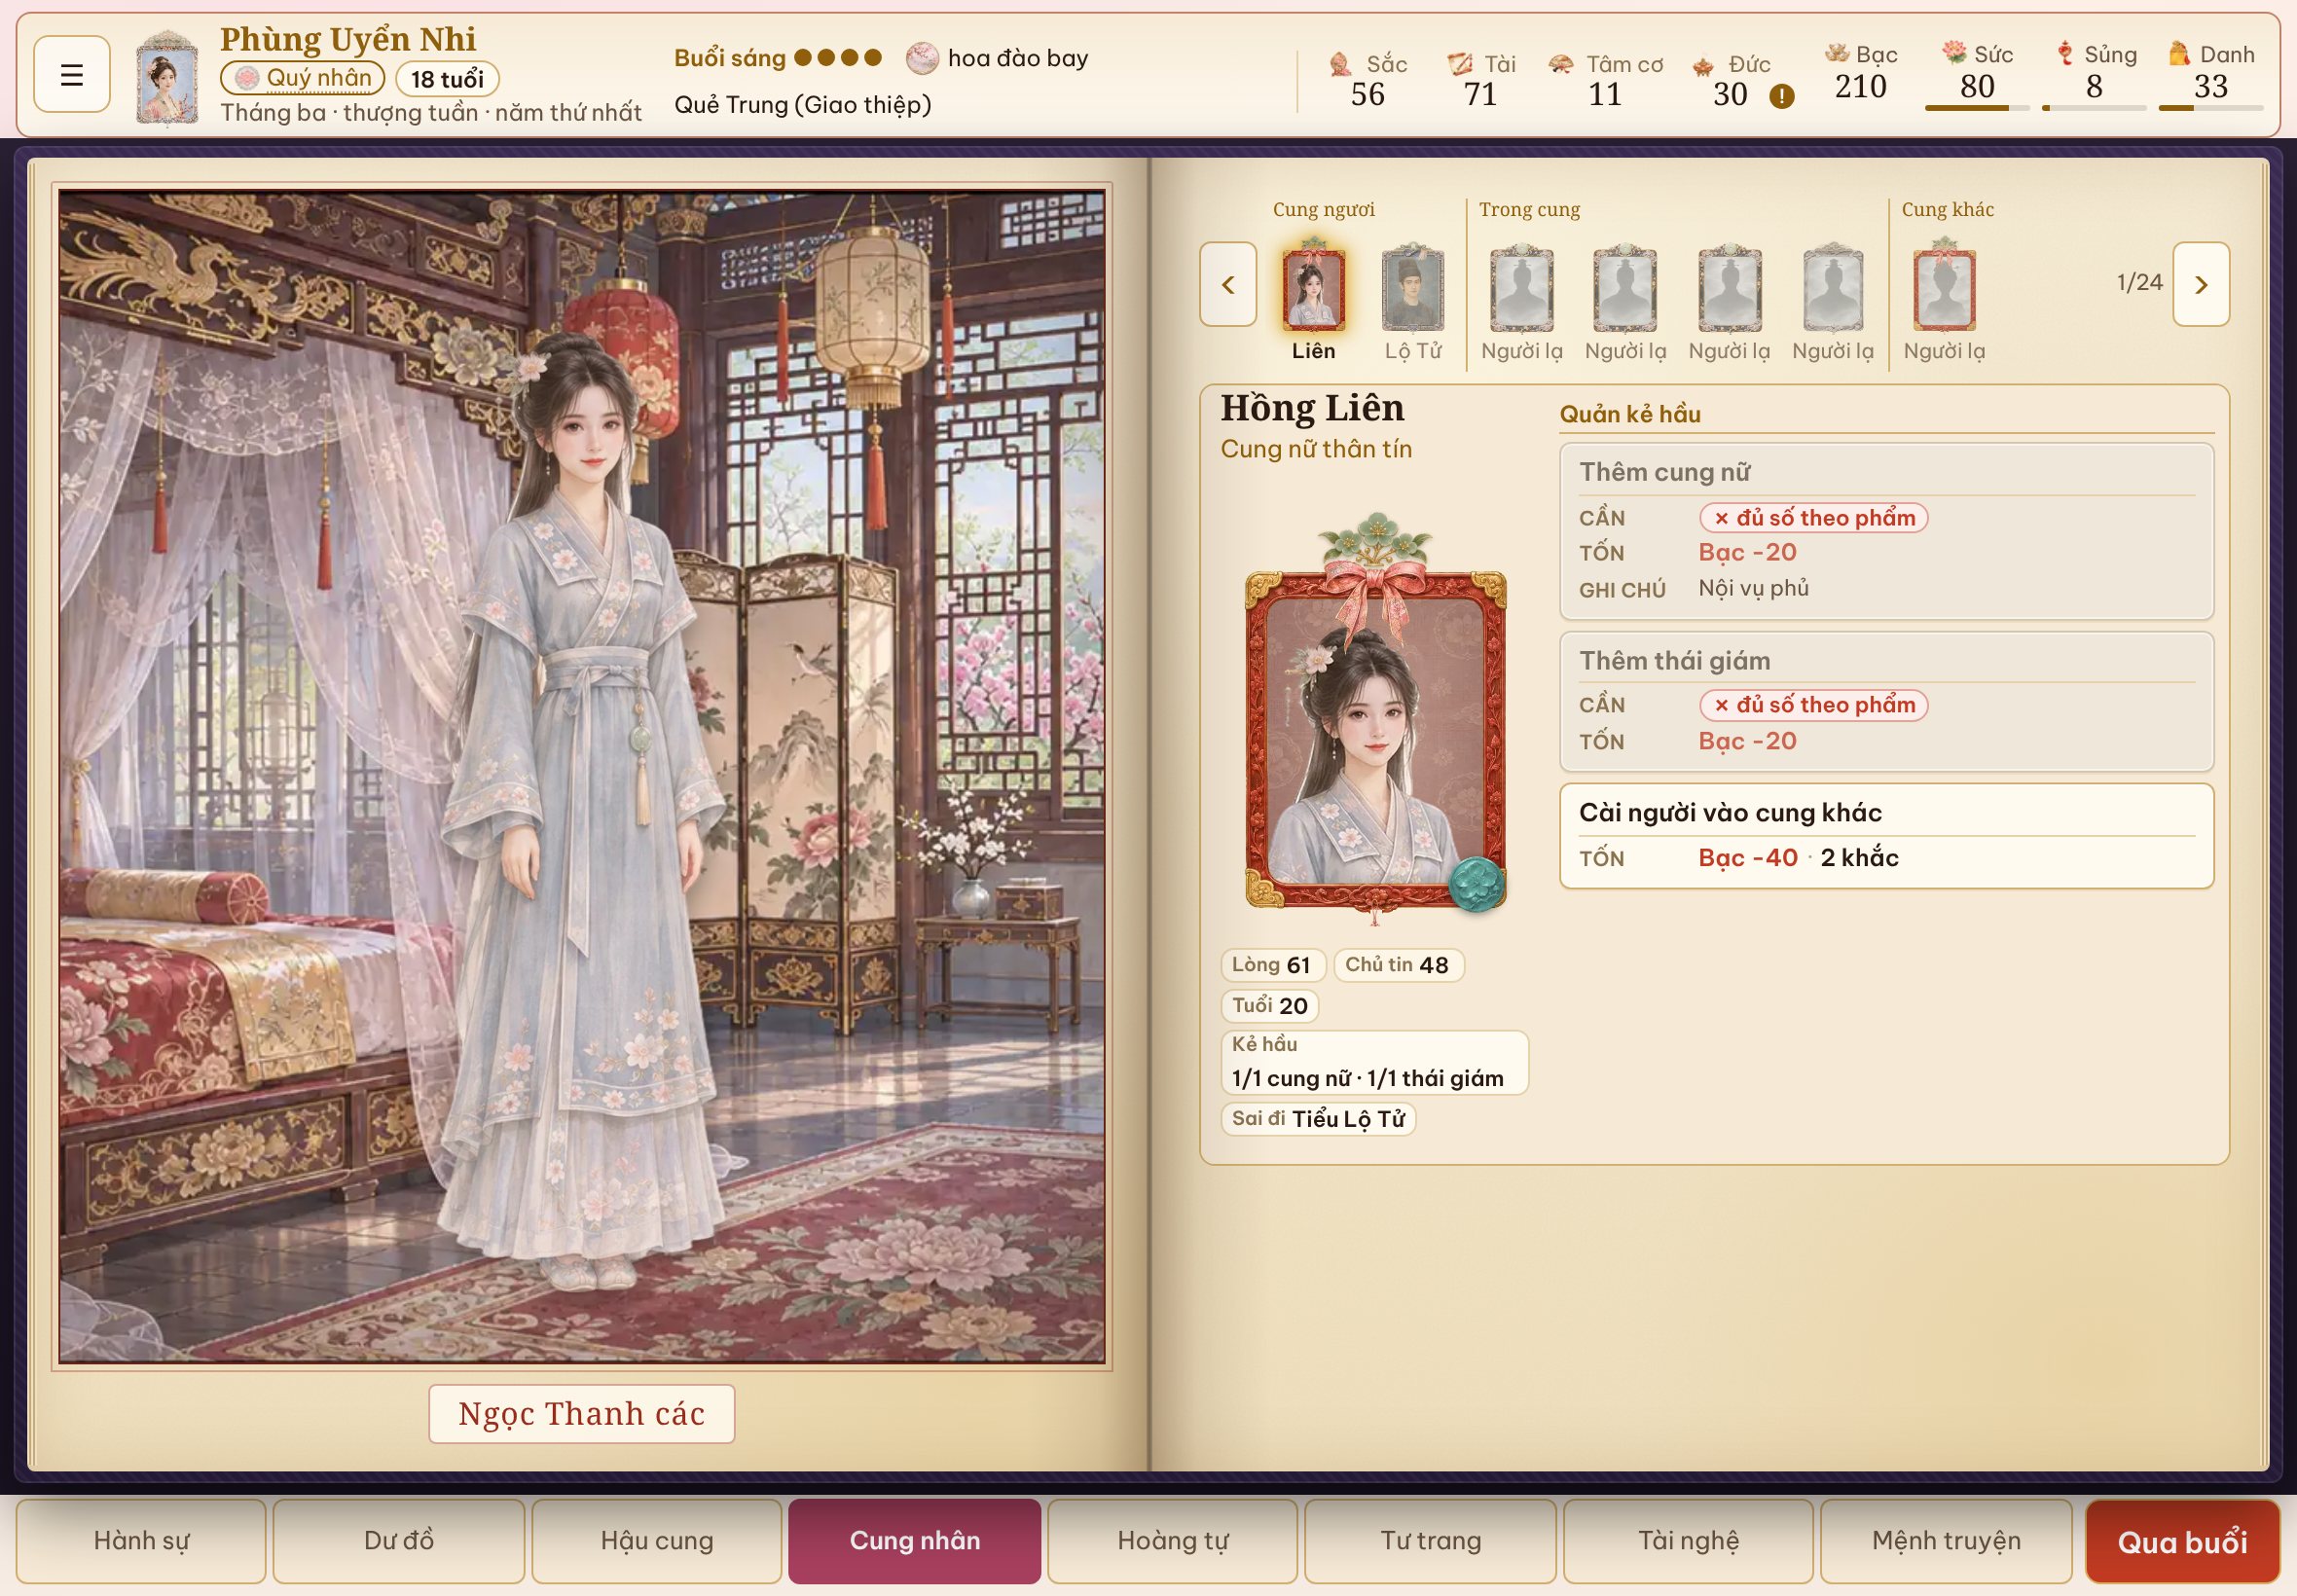 ☰
Phùng Uyển Nhi
Quý nhân
18 tuổi
Tháng ba · thượng tuần · năm thứ nhất
Buổi sáng
hoa đào bay
Quẻ Trung (Giao thiệp)
Sắc
56
Tài
71
Tâm cơ
11
Đức
30
!
Bạc
210
Sức
80
Sủng
8
Danh
33
Ngọc Thanh các
Cung ngươi
Trong cung
Cung khác
‹
Liên
Lộ Tử
Người lạ
Người lạ
Người lạ
Người lạ
Người lạ
1/24
›
Hồng Liên
Cung nữ thân tín
Lòng 61
Chủ tin 48
Tuổi 20
Kẻ hầu
1/1 cung nữ · 1/1 thái giám
Sai đi Tiểu Lộ Tử
Quản kẻ hầu
Thêm cung nữ
CẦN × đủ số theo phẩm
TỐN Bạc -20
GHI CHÚ Nội vụ phủ
Thêm thái giám
CẦN × đủ số theo phẩm
TỐN Bạc -20
Cài người vào cung khác
TỐN Bạc -40 · 2 khắc
Hành sự
Dư đồ
Hậu cung
Cung nhân
Hoàng tự
Tư trang
Tài nghệ
Mệnh truyện
Qua buổi